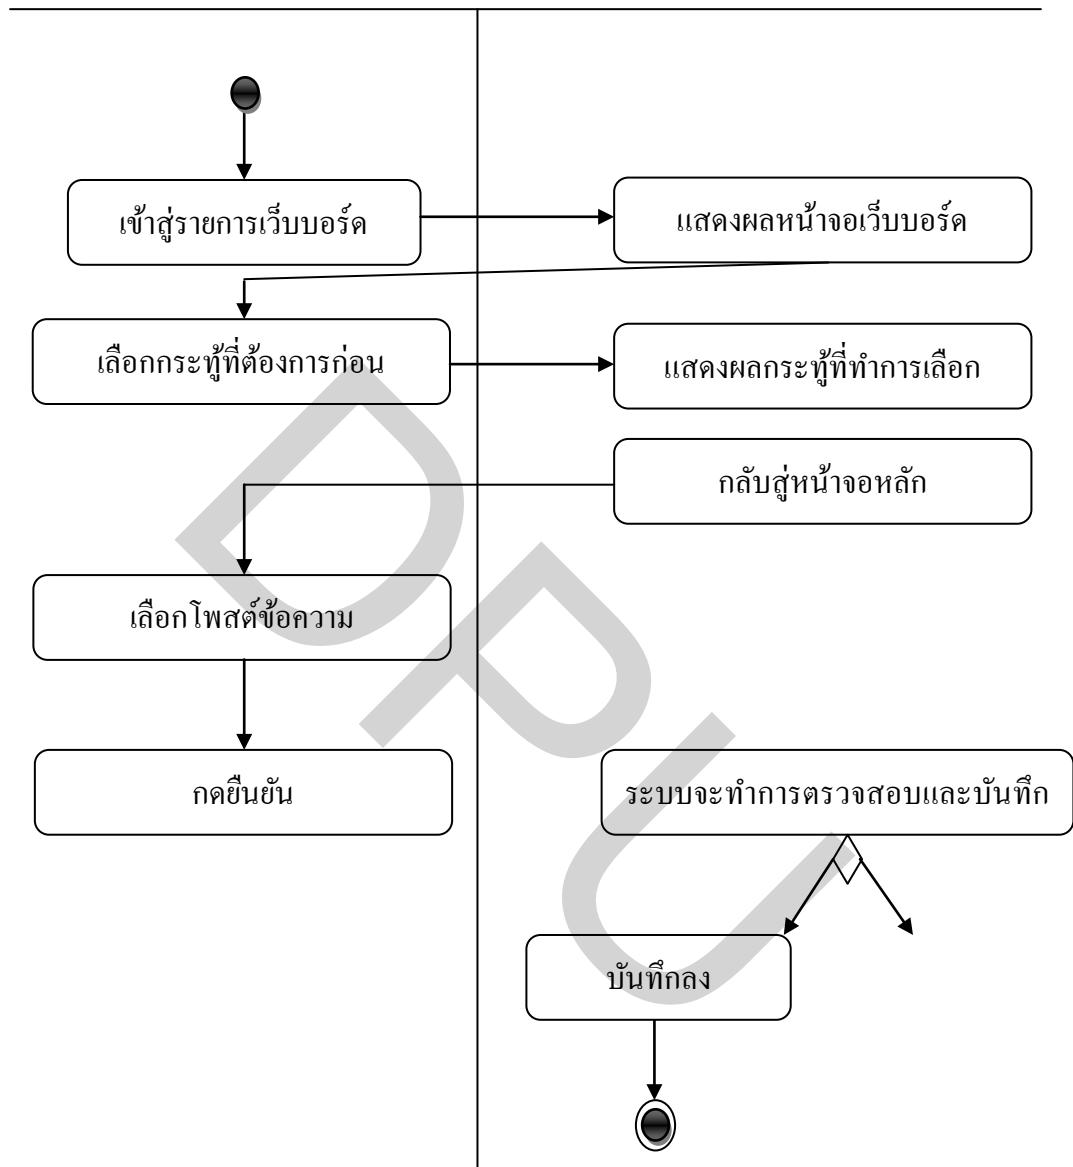 เข้าสู่รายการเว็บบอร์ด
แสดงผลหน้าจอเว็บบอร์ด
เลือกกระทู้ที่ต้องการก่อน
แสดงผลกระทู้ที่ทำการเลือก
กลับสู่หน้าจอหลัก
เลือกโพสต์ข้อความ
กดยืนยัน
ระบบจะทำการตรวจสอบและบันทึก
บันทึกลง
DPU